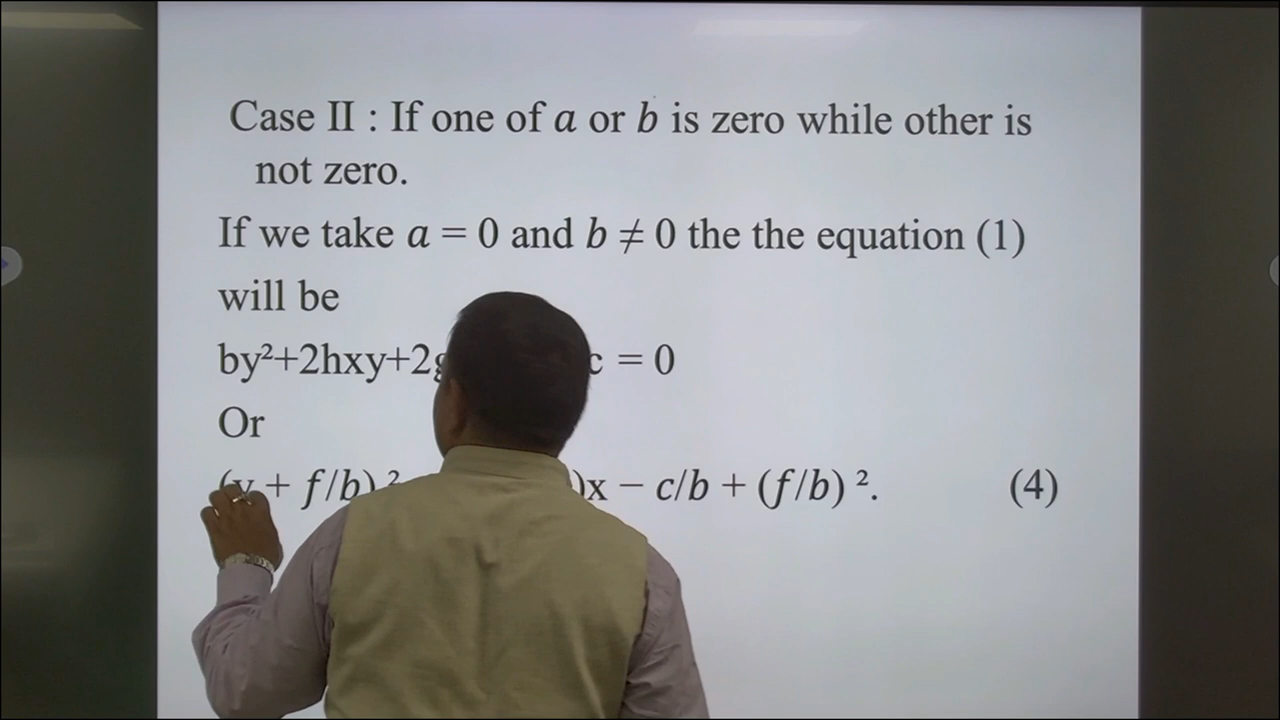 Case II : If one of a or b is zero while other is
not zero.
If we take a = 0 and b ≠ 0 the the equation (1)
will be
by²+2hxy+2g c = 0
Or
(y + f/b) ² )x − c/b + (f/b) ². (4)